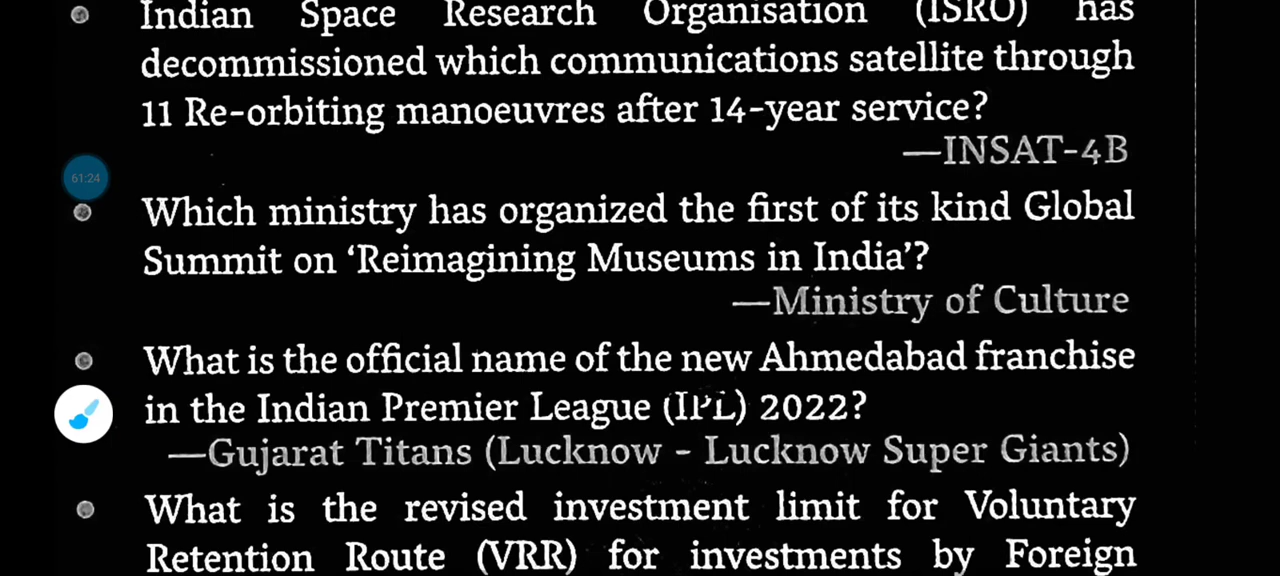 Indian Space Research Organisation (ISRO) has
decommissioned which communications satellite through
11 Re-orbiting manoeuvres after 14-year service?
—INSAT-4B
61:24
Which ministry has organized the first of its kind Global
Summit on ‘Reimagining Museums in India’?
—Ministry of Culture
What is the official name of the new Ahmedabad franchise
in the Indian Premier League (IPL) 2022?
—Gujarat Titans (Lucknow - Lucknow Super Giants)
What is the revised investment limit for Voluntary
Retention Route (VRR) for investments by Foreign